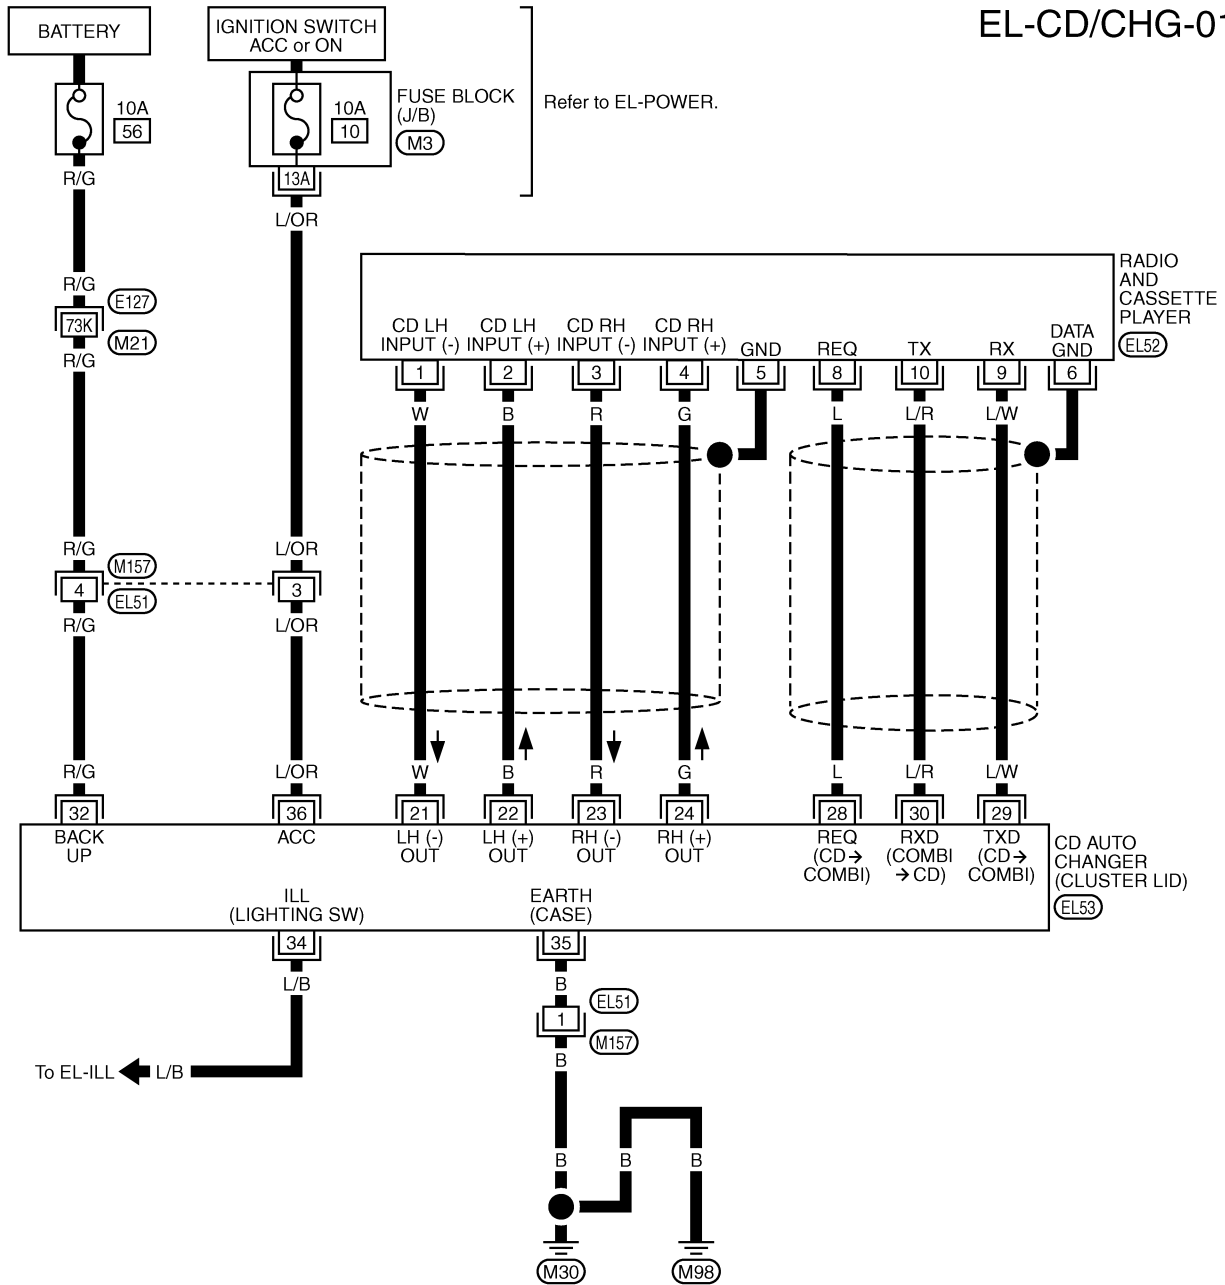 EL-CD/CHG-01
BATTERY
IGNITION SWITCH
ACC or ON
10A
56
10A
10
FUSE BLOCK
(J/B)
M3
Refer to EL-POWER.
R/G
13A
L/OR
R/G
E127
73K
M21
R/G
RADIO
AND
CASSETTE
PLAYER
EL52
CD LH
INPUT (-)
CD LH
INPUT (+)
CD RH
INPUT (-)
CD RH
INPUT (+)
GND
REQ
TX
RX
DATA
GND
1 2 3 4 5 8 10 9 6
W B R G L L/R L/W
R/G L/OR
M157
4 3
EL51
R/G L/OR
R/G L/OR W B R G L L/R L/W
32 36 21 22 23 24 28 30 29
BACK
UP
ACC
LH (-)
OUT
LH (+)
OUT
RH (-)
OUT
RH (+)
OUT
REQ
(CD→
COMBI)
RXD
(COMBI
→CD)
TXD
(CD→
COMBI)
CD AUTO
CHANGER
(CLUSTER LID)
EL53
ILL
(LIGHTING SW)
EARTH
(CASE)
34 35
L/B B
EL51
1
M157
B
To EL-ILL L/B
B B B
M30 M98